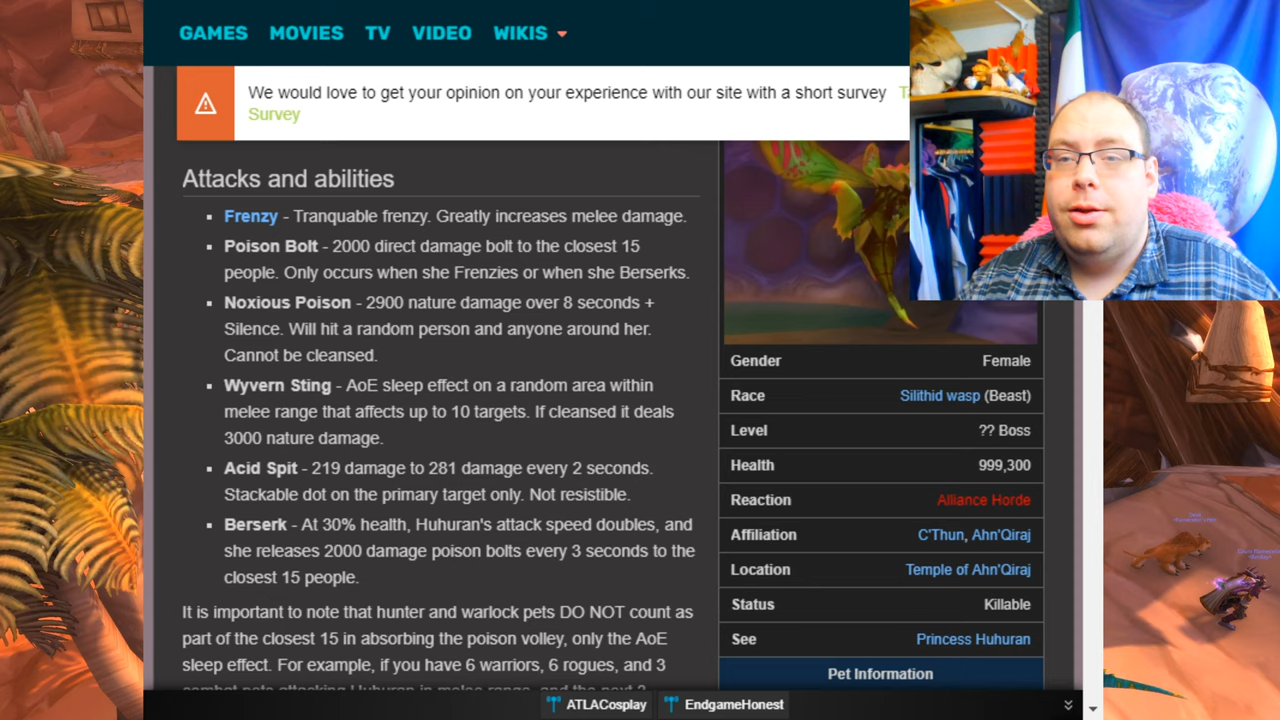 GAMES MOVIES TV VIDEO WIKIS
We would love to get your opinion on your experience with our site with a short survey
Survey
Attacks and abilities
Frenzy - Tranquable frenzy. Greatly increases melee damage.
Poison Bolt - 2000 direct damage bolt to the closest 15
people. Only occurs when she Frenzies or when she Berserks.
Noxious Poison - 2900 nature damage over 8 seconds +
Silence. Will hit a random person and anyone around her.
Cannot be cleansed.
Wyvern Sting - AoE sleep effect on a random area within
melee range that affects up to 10 targets. If cleansed it deals
3000 nature damage.
Acid Spit - 219 damage to 281 damage every 2 seconds.
Stackable dot on the primary target only. Not resistible.
Berserk - At 30% health, Huhuran's attack speed doubles, and
she releases 2000 damage poison bolts every 3 seconds to the
closest 15 people.
It is important to note that hunter and warlock pets DO NOT count as
part of the closest 15 in absorbing the poison volley, only the AoE
sleep effect. For example, if you have 6 warriors, 6 rogues, and 3
Gender Female
Race Silithid wasp (Beast)
Level ?? Boss
Health 999,300
Reaction Alliance Horde
Affiliation C'Thun, Ahn'Qiraj
Location Temple of Ahn'Qiraj
Status Killable
See Princess Huhuran
Pet Information
ATLACosplay EndgameHonest